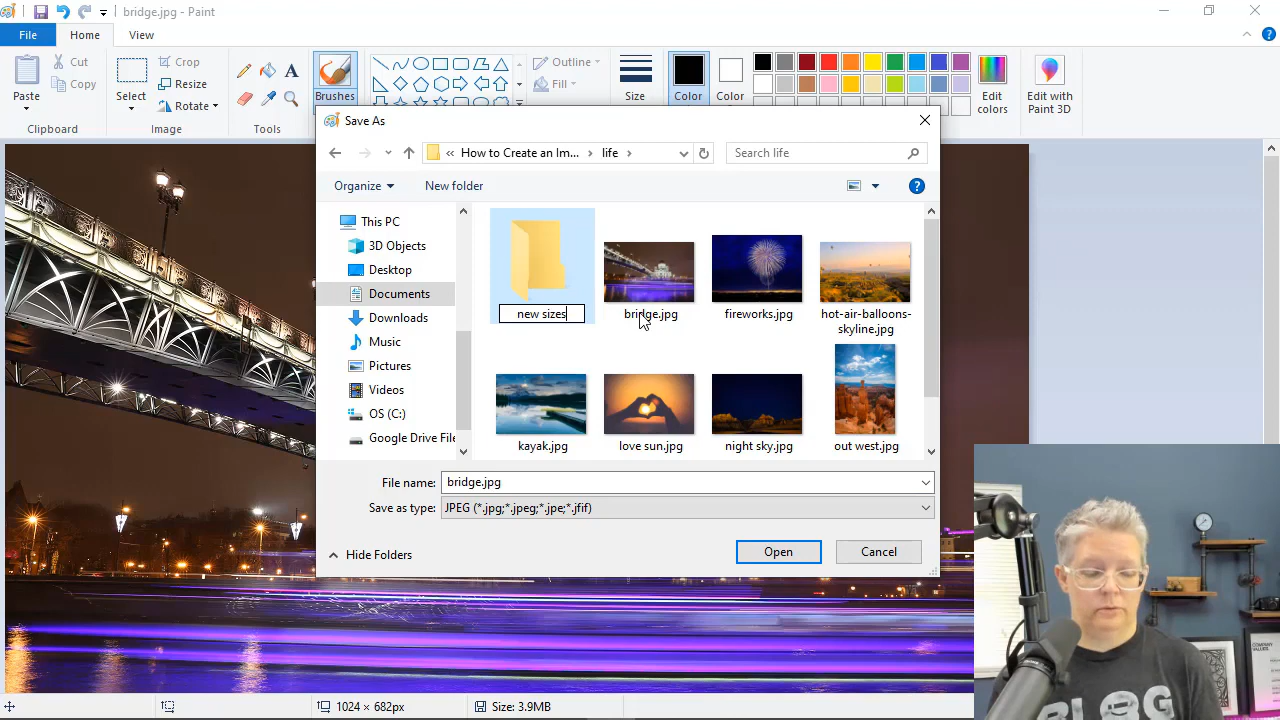 bridge.jpg - Paint
File
Home
View
Paste
Cut
Copy
Clipboard
Select
Crop
Resize
Rotate
Image
Tools
Brushes
Outline
Fill
Size
Color
Color
Edit colors
Edit with Paint 3D
Save As
« How to Create an Im... › life ›
Search life
Organize
New folder
This PC
3D Objects
Desktop
Documents
Downloads
Music
Pictures
Videos
OS (C:)
Google Drive File
new sizes
bridge.jpg
fireworks.jpg
hot-air-balloons-
skyline.jpg
kayak.jpg
love sun.jpg
night sky.jpg
out west.jpg
File name: bridge.jpg
Save as type: JPEG (*.jpg;*.jpeg;*.jpe;*.jfif)
Hide Folders
Open
Cancel
1024 × 682px
Size: 3.9MB
COMPANY
VALUES
BLOG